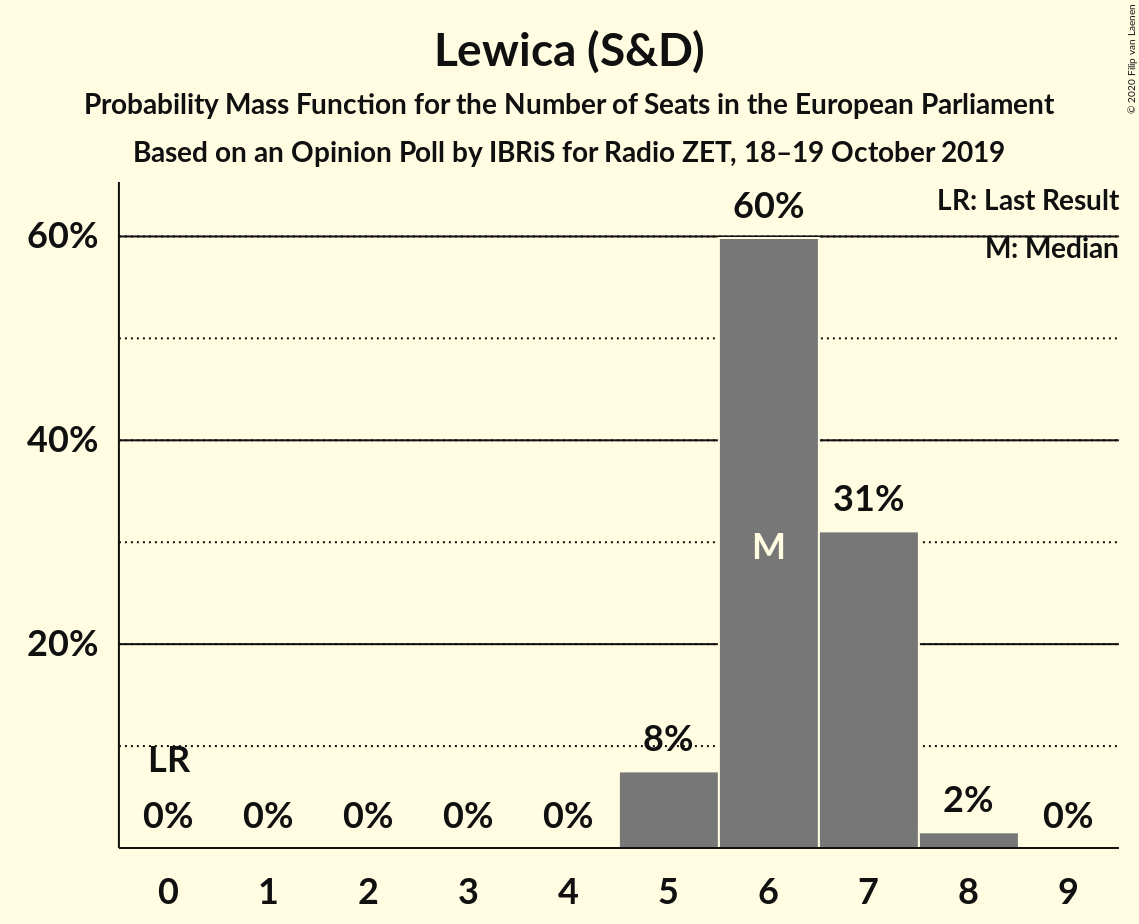 Lewica (S&D)
Probability Mass Function for the Number of Seats in the European Parliament
Based on an Opinion Poll by IBRiS for Radio ZET, 18–19 October 2019
© 2020 Filip van Laenen
LR: Last Result
M: Median
60%
40%
20%
LR
0% 0% 0% 0% 0% 8% 60% 31% 2% 0%
M
0 1 2 3 4 5 6 7 8 9